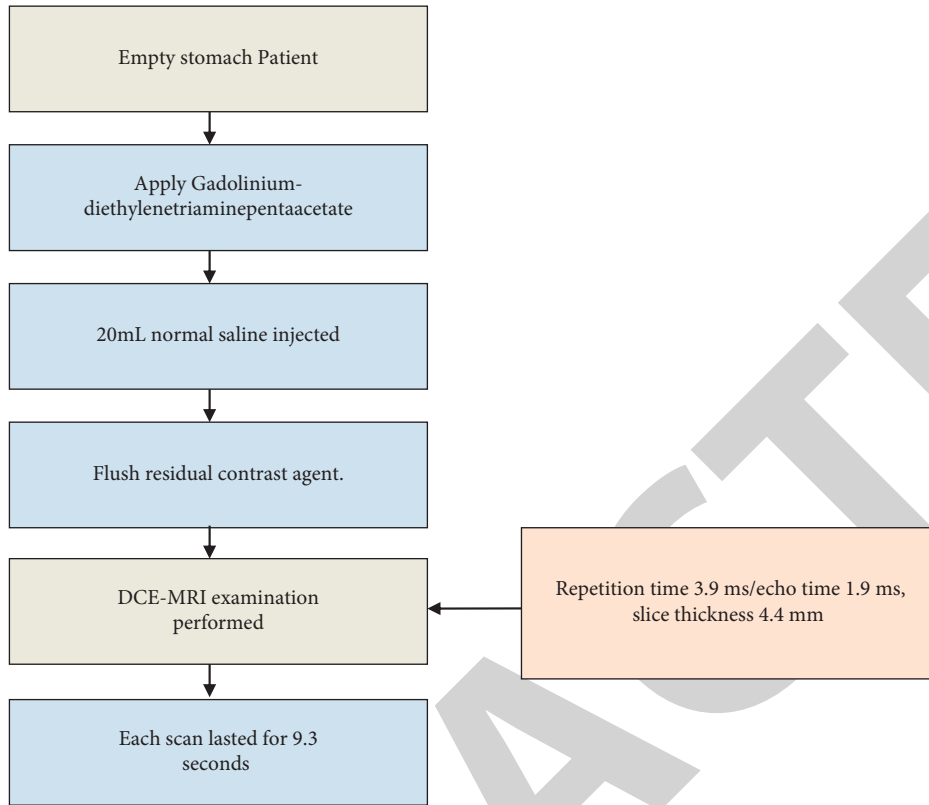 Empty stomach Patient
Apply Gadolinium-
diethylenetriaminepentaacetate
20mL normal saline injected
Flush residual contrast agent.
DCE-MRI examination
performed
Repetition time 3.9 ms/echo time 1.9 ms,
slice thickness 4.4 mm
Each scan lasted for 9.3
seconds